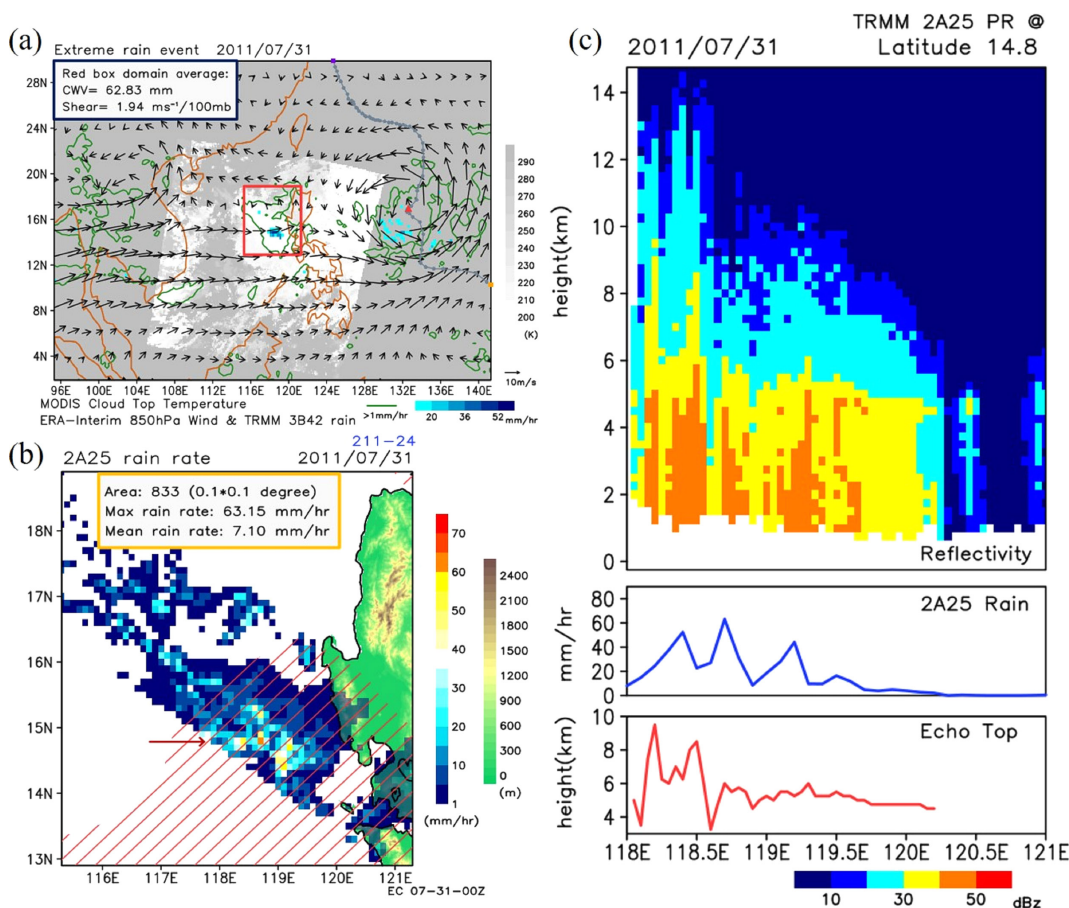 (a)
Extreme rain event 2011/07/31
Red box domain average:
CWV= 62.83 mm
Shear= 1.94 ms⁻¹/100mb
28N
24N
20N
16N
12N
8N
4N
96E 100E 104E 108E 112E 116E 120E 124E 128E 132E 136E 140E
290
280
270
260
250
240
230
220
210
200
(K)
10m/s
MODIS Cloud Top Temperature
ERA-Interim 850hPa Wind & TRMM 3B42 rain
>1mm/hr
20 36 52 mm/hr
(b)
211-24
2A25 rain rate 2011/07/31
Area: 833 (0.1*0.1 degree)
Max rain rate: 63.15 mm/hr
Mean rain rate: 7.10 mm/hr
18N
17N
16N
15N
14N
13N
116E 117E 118E 119E 120E 121E
EC 07-31-00Z
70
60
50
40
30
20
10
1
(mm/hr)
2400
2100
1800
1500
1200
900
600
300
0
(m)
(c)
TRMM 2A25 PR @
2011/07/31 Latitude 14.8
height(km)
14
12
10
8
6
4
2
0
Reflectivity
mm/hr
80
60
40
20
0
2A25 Rain
height(km)
10
8
6
4
Echo Top
118E 118.5E 119E 119.5E 120E 120.5E 121E
10 30 50
dBz